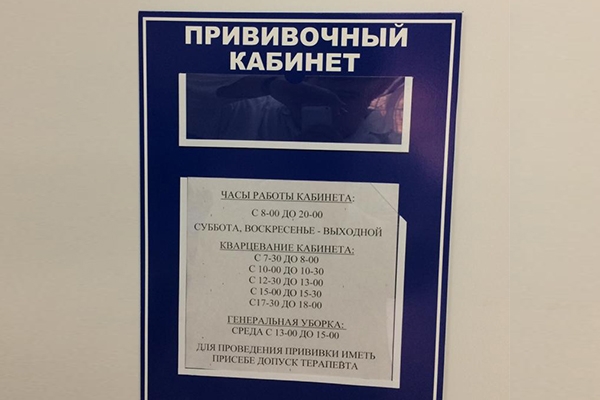 ПРИВИВОЧНЫЙ
КАБИНЕТ
ЧАСЫ РАБОТЫ КАБИНЕТА:
С 8-00 ДО 20-00
СУББОТА, ВОСКРЕСЕНЬЕ - ВЫХОДНОЙ
КВАРЦЕВАНИЕ КАБИНЕТА:
С 7-30 ДО 8-00
С 10-00 ДО 10-30
С 12-30 ДО 13-00
С 15-00 ДО 15-30
С17-30 ДО 18-00
ГЕНЕРАЛЬНАЯ УБОРКА:
СРЕДА С 13-00 ДО 15-00
ДЛЯ ПРОВЕДЕНИЯ ПРИВИВКИ ИМЕТЬ
ПРИСЕБЕ ДОПУСК ТЕРАПЕВТА